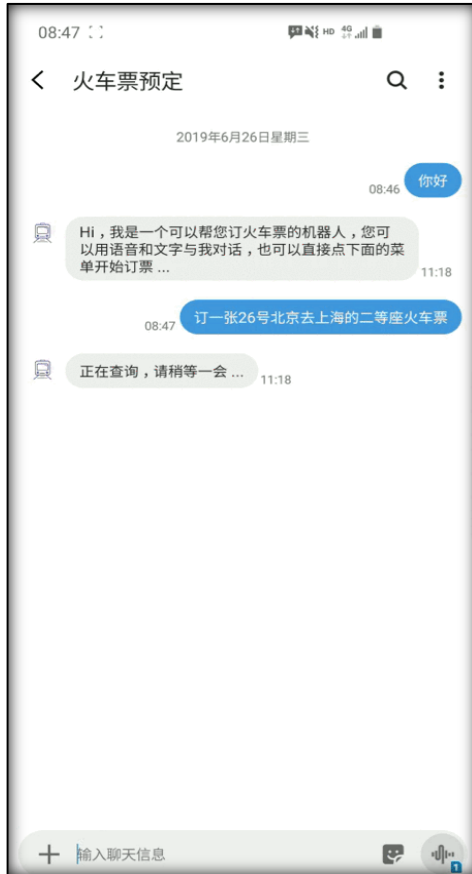 08:47
HD 4G
火车票预定
2019年6月26日星期三
08:46
你好
Hi，我是一个可以帮您订火车票的机器人，您可
以用语音和文字与我对话，也可以直接点下面的菜
单开始订票 ...
11:18
08:47
订一张26号北京去上海的二等座火车票
正在查询，请稍等一会 ...
11:18
输入聊天信息
1